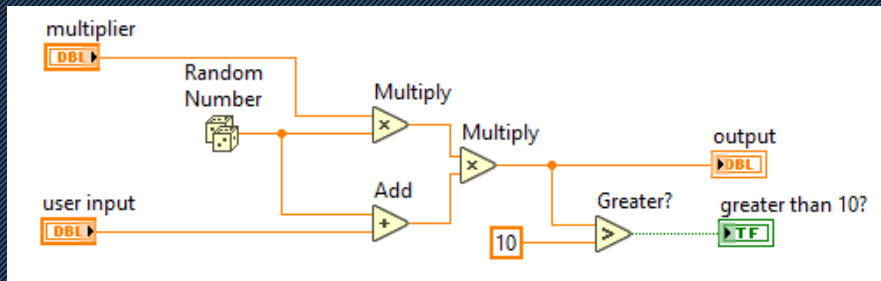 multiplier
DBL
Random
Number
Multiply
×
Multiply
×
output
DBL
user input
DBL
Add
+
Greater?
>
10
greater than 10?
TF